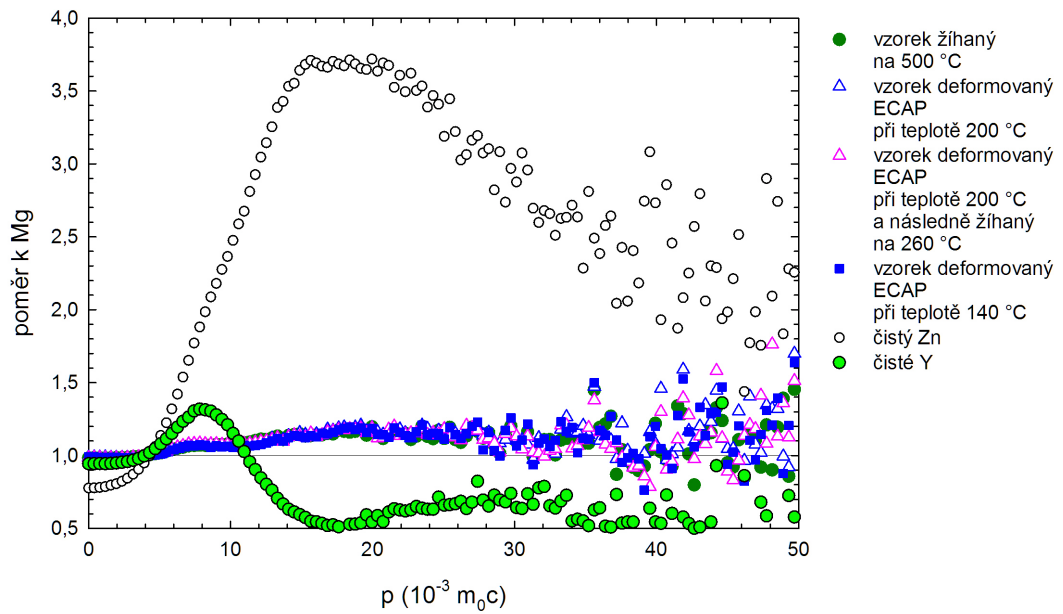 4,0
3,5
3,0
2,5
2,0
1,5
1,0
0,5
poměr k Mg
0
10
20
30
40
50
p (10-3 m0c)
vzorek žíhaný
na 500 °C
vzorek deformovaný
ECAP
při teplotě 200 °C
vzorek deformovaný
ECAP
při teplotě 200 °C
a následně žíhaný
na 260 °C
vzorek deformovaný
ECAP
při teplotě 140 °C
čistý Zn
čisté Y